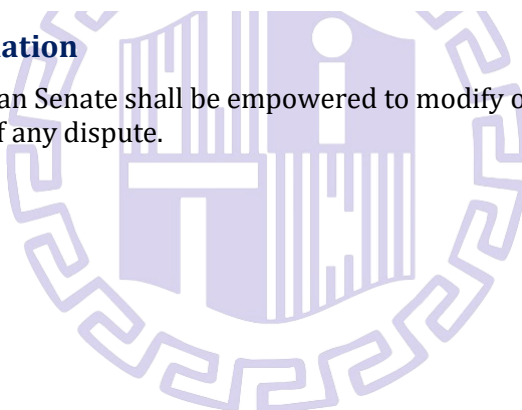 ation
an Senate shall be empowered to modify o
f any dispute.